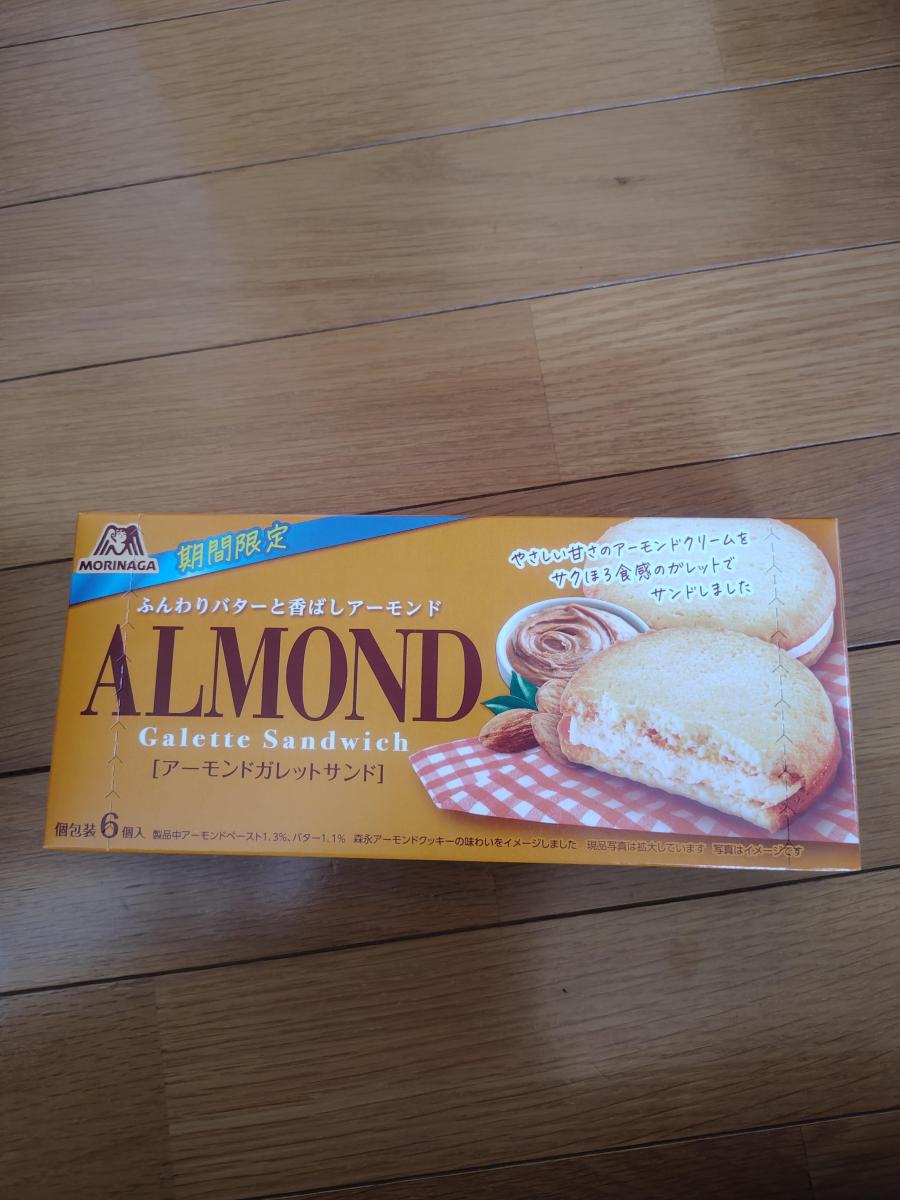 MORINAGA
期間限定
ふんわりバターと香ばしアーモンド
ALMOND
Galette Sandwich
[アーモンドガレットサンド]
やさしい甘さのアーモンドクリームを
サクほろ食感のガレットで
サンドしました
個包装6個入 製品中アーモンドペースト1.3%、バター1.1% 森永アーモンドクッキーの味わいをイメージしました 現品写真は拡大しています 写真はイメージです